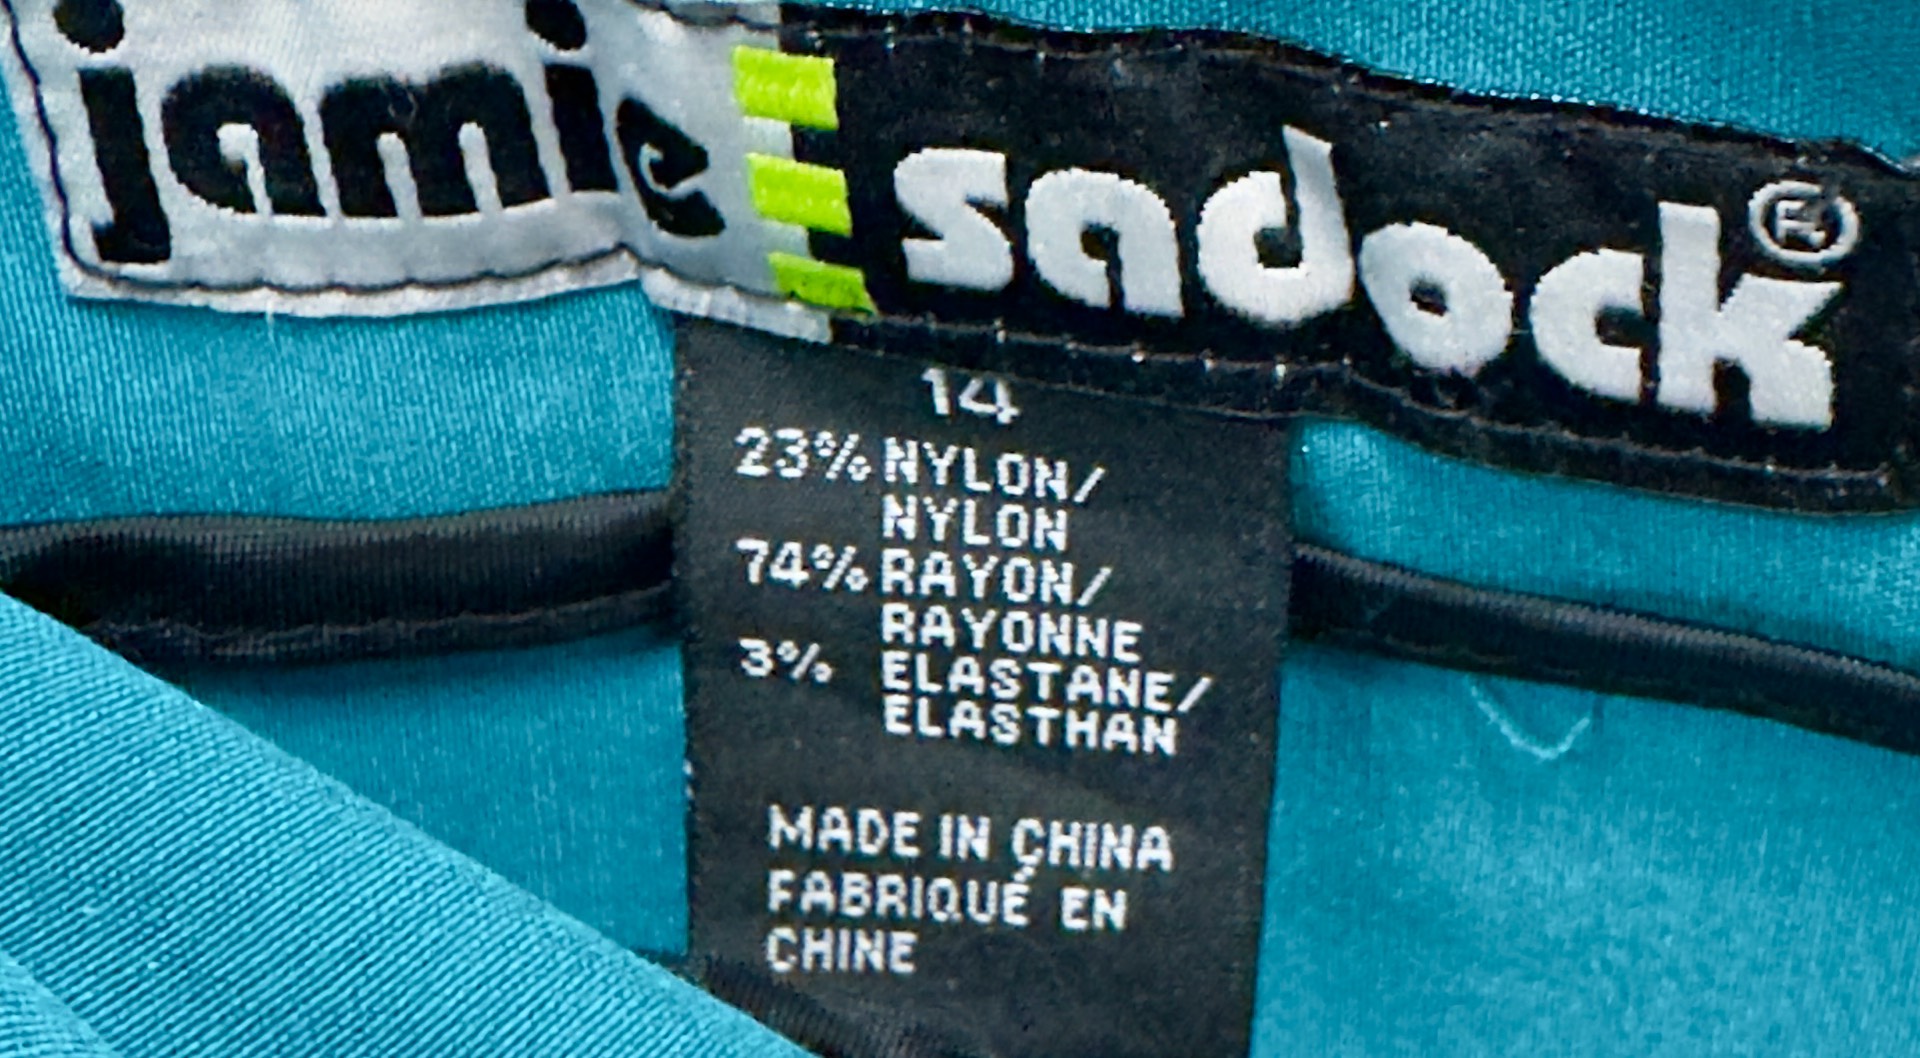 jamie sadock®
14
23% NYLON/
NYLON
74% RAYON/
RAYONNE
3% ELASTANE/
ELASTHAN
MADE IN CHINA
FABRIQUÉ EN
CHINE